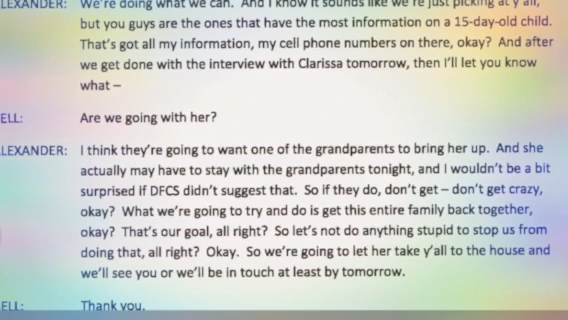 LEXANDER: We're doing what we can. And I know it sounds like we're just picking at y'all,
but you guys are the ones that have the most information on a 15-day-old child.
That's got all my information, my cell phone numbers on there, okay? And after
we get done with the interview with Clarissa tomorrow, then I'll let you know
what –
ELL: Are we going with her?
LEXANDER: I think they're going to want one of the grandparents to bring her up. And she
actually may have to stay with the grandparents tonight, and I wouldn't be a bit
surprised if DFCS didn't suggest that. So if they do, don't get – don't get crazy,
okay? What we're going to try and do is get this entire family back together,
okay? That's our goal, all right? So let's not do anything stupid to stop us from
doing that, all right? Okay. So we're going to let her take y'all to the house and
we'll see you or we'll be in touch at least by tomorrow.
ELL: Thank you.